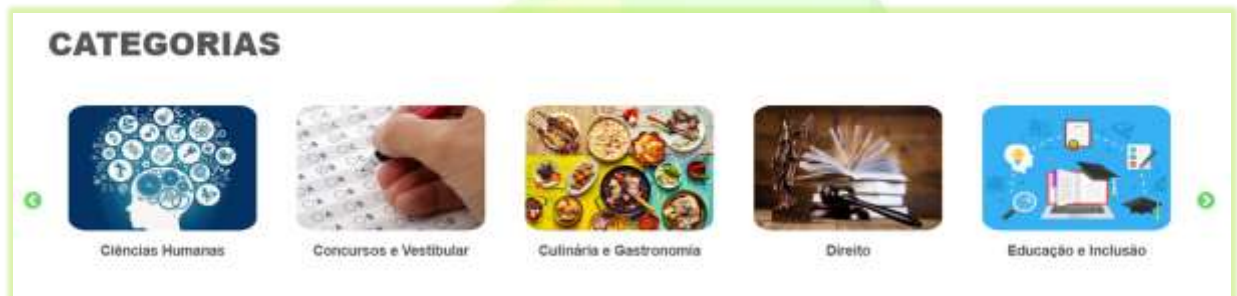 CATEGORIAS
Ciências Humanas
Concursos e Vestibular
Culinária e Gastronomia
Direito
Educação e Inclusão